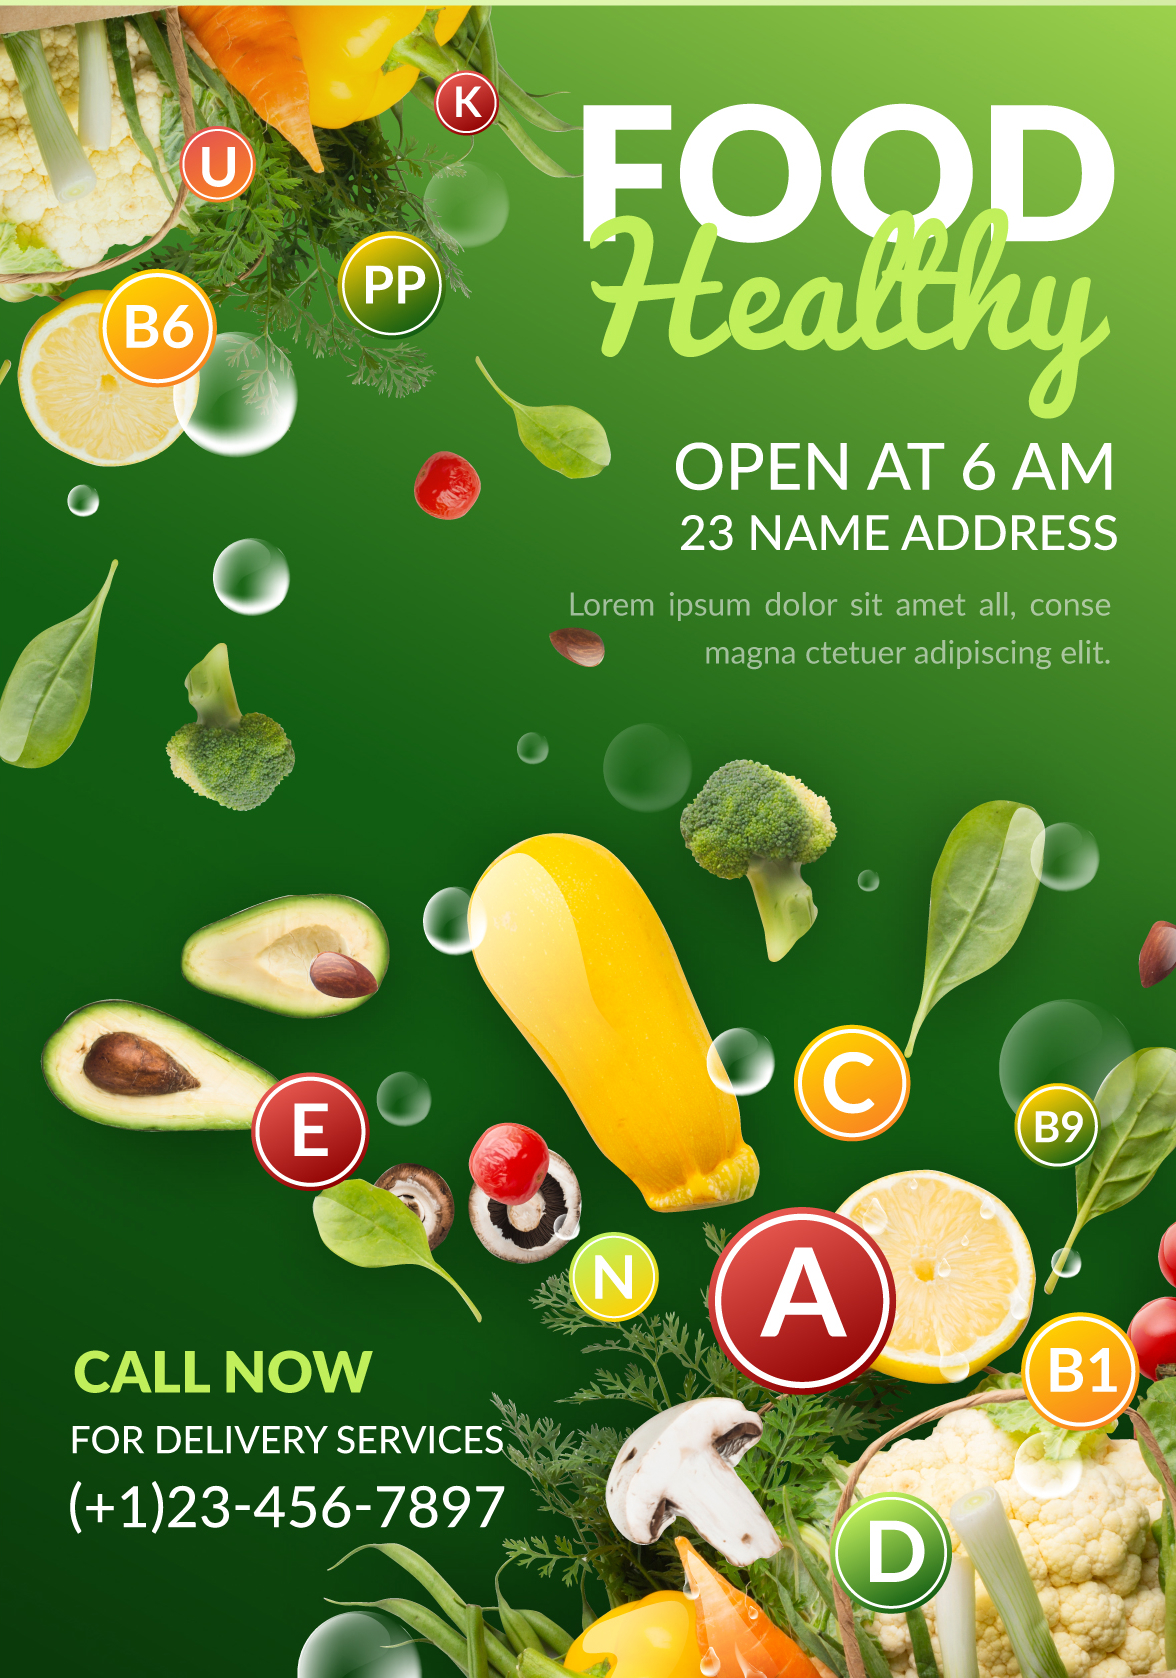 K
U
FOOD
Healthy
PP
B6
OPEN AT 6 AM
23 NAME ADDRESS
Lorem ipsum dolor sit amet all, conse
magna ctetuer adipiscing elit.
C
B9
E
N
A
B1
CALL NOW
FOR DELIVERY SERVICES
(+1)23-456-7897
D